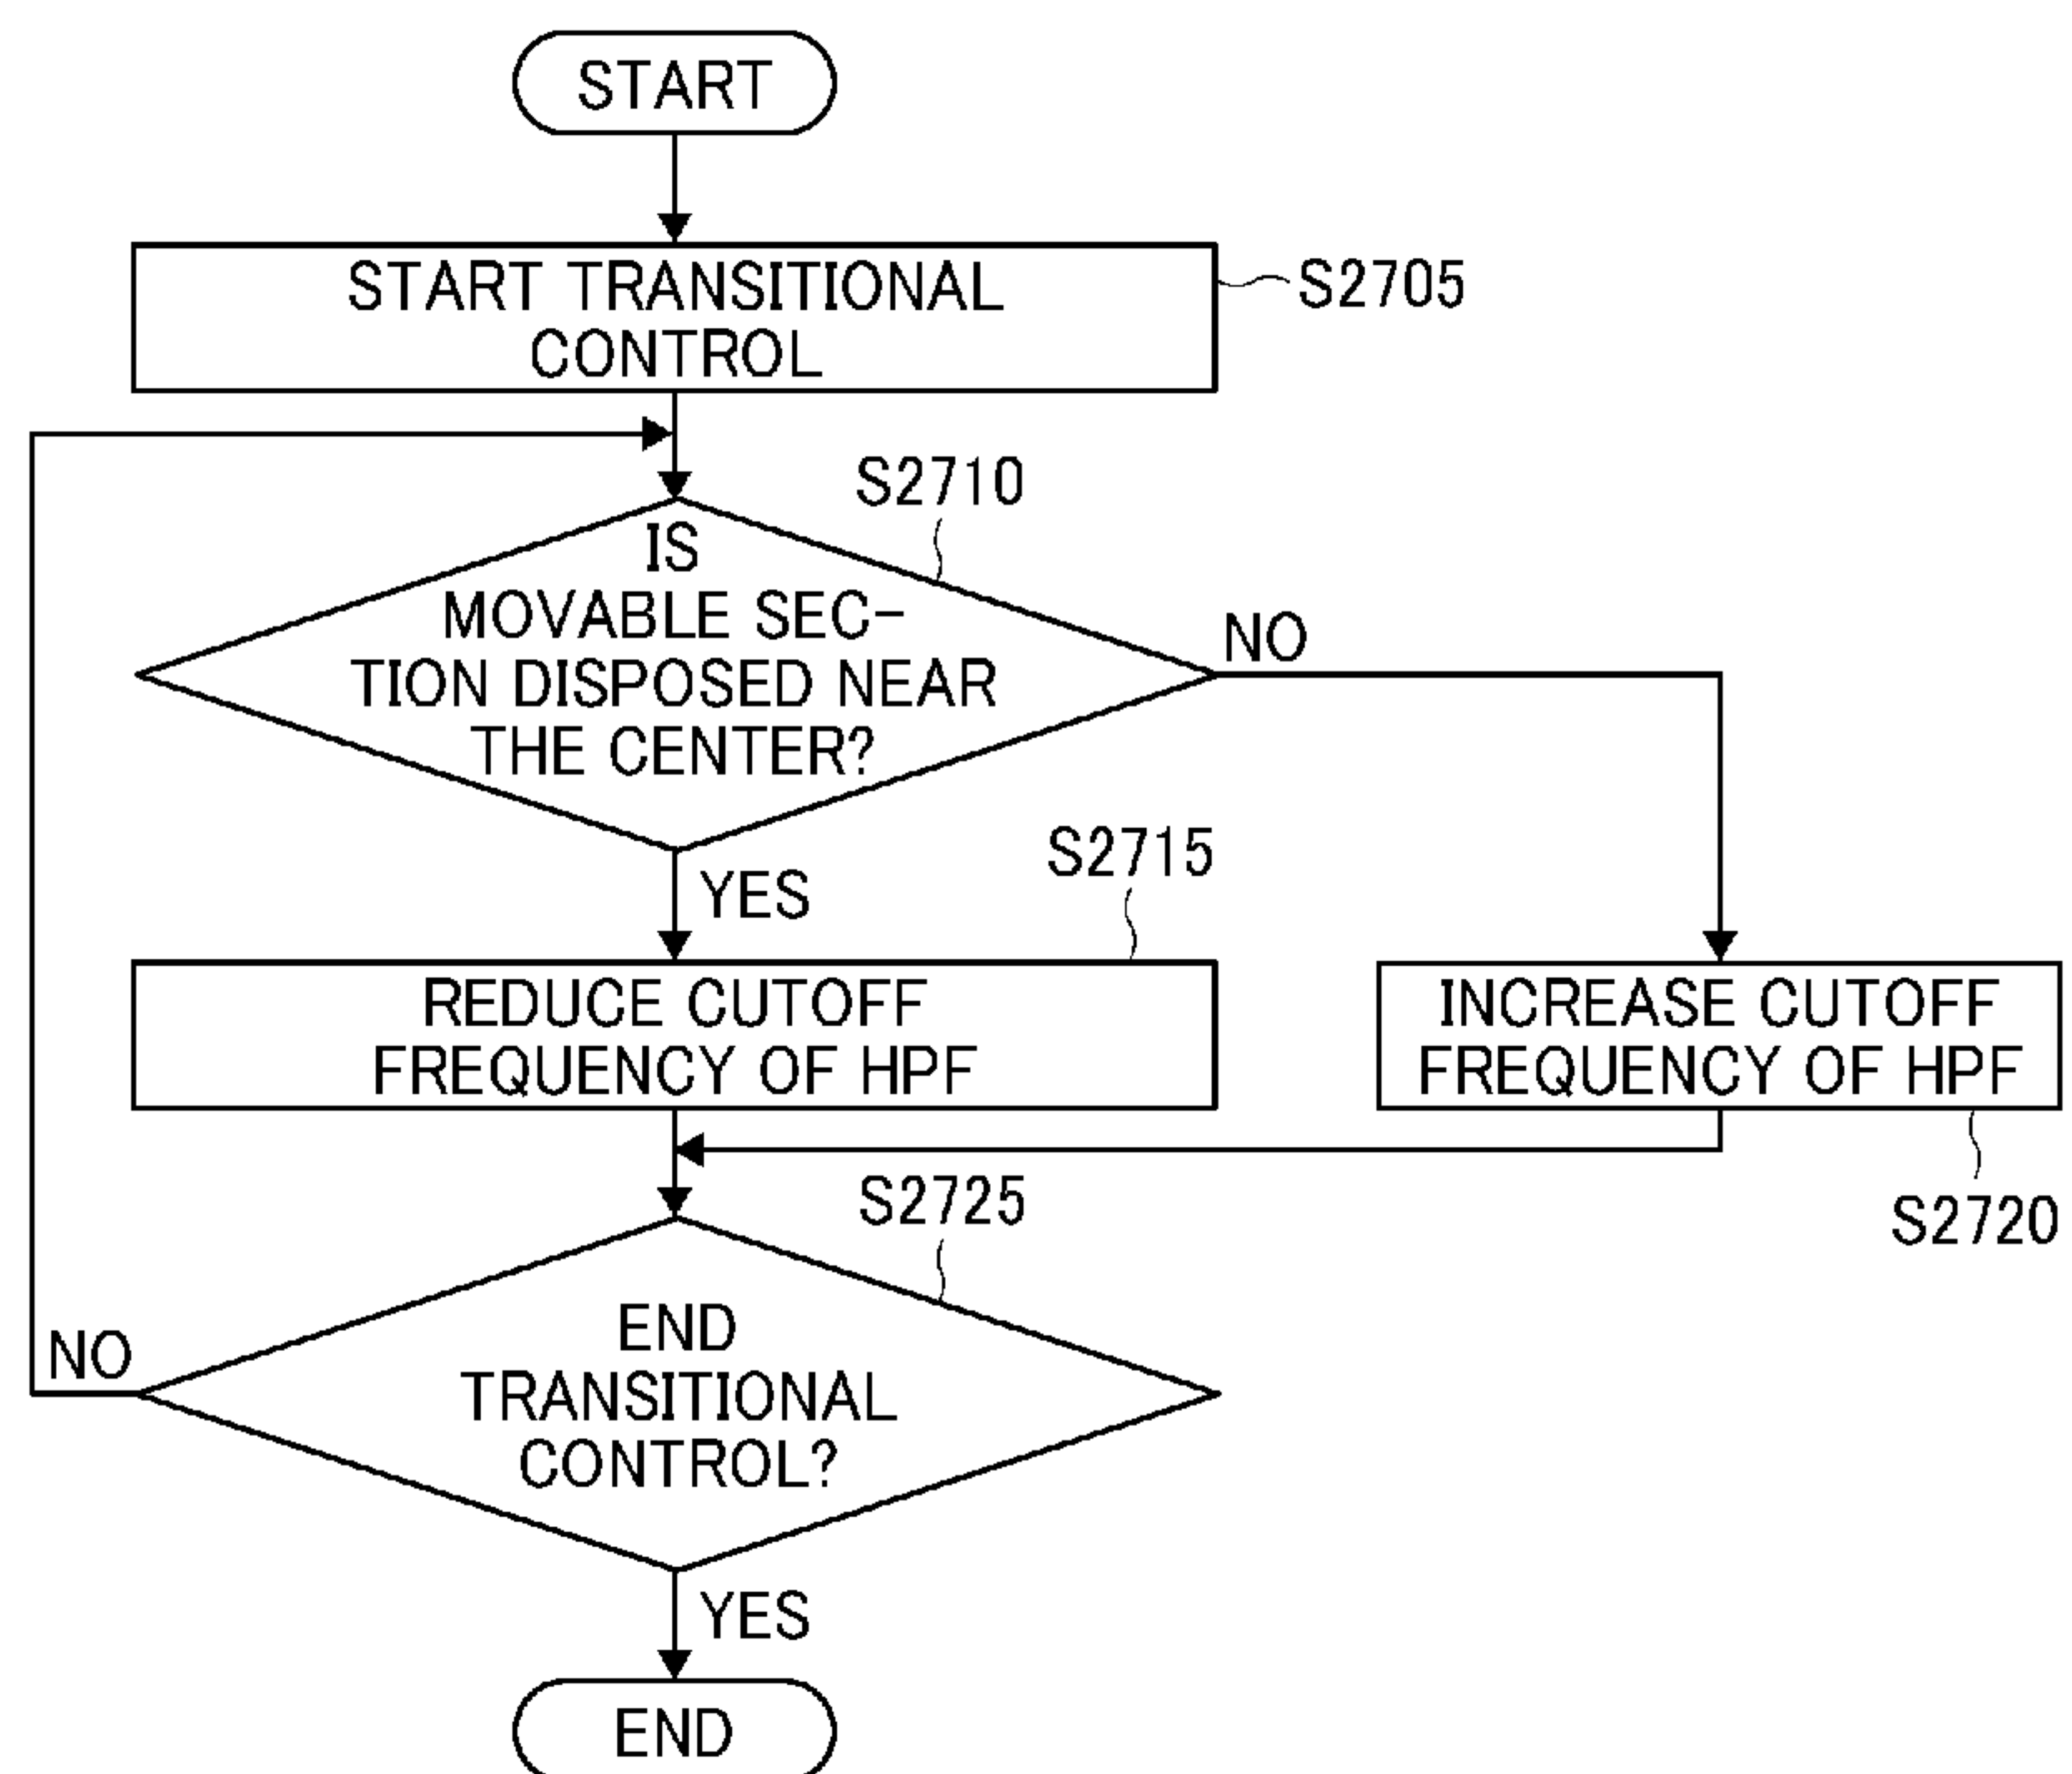 START
START TRANSITIONAL
CONTROL
S2705
S2710
IS
MOVABLE SEC-
TION DISPOSED NEAR
THE CENTER?
NO
YES
S2715
REDUCE CUTOFF
FREQUENCY OF HPF
INCREASE CUTOFF
FREQUENCY OF HPF
S2720
S2725
END
TRANSITIONAL
CONTROL?
NO
YES
END